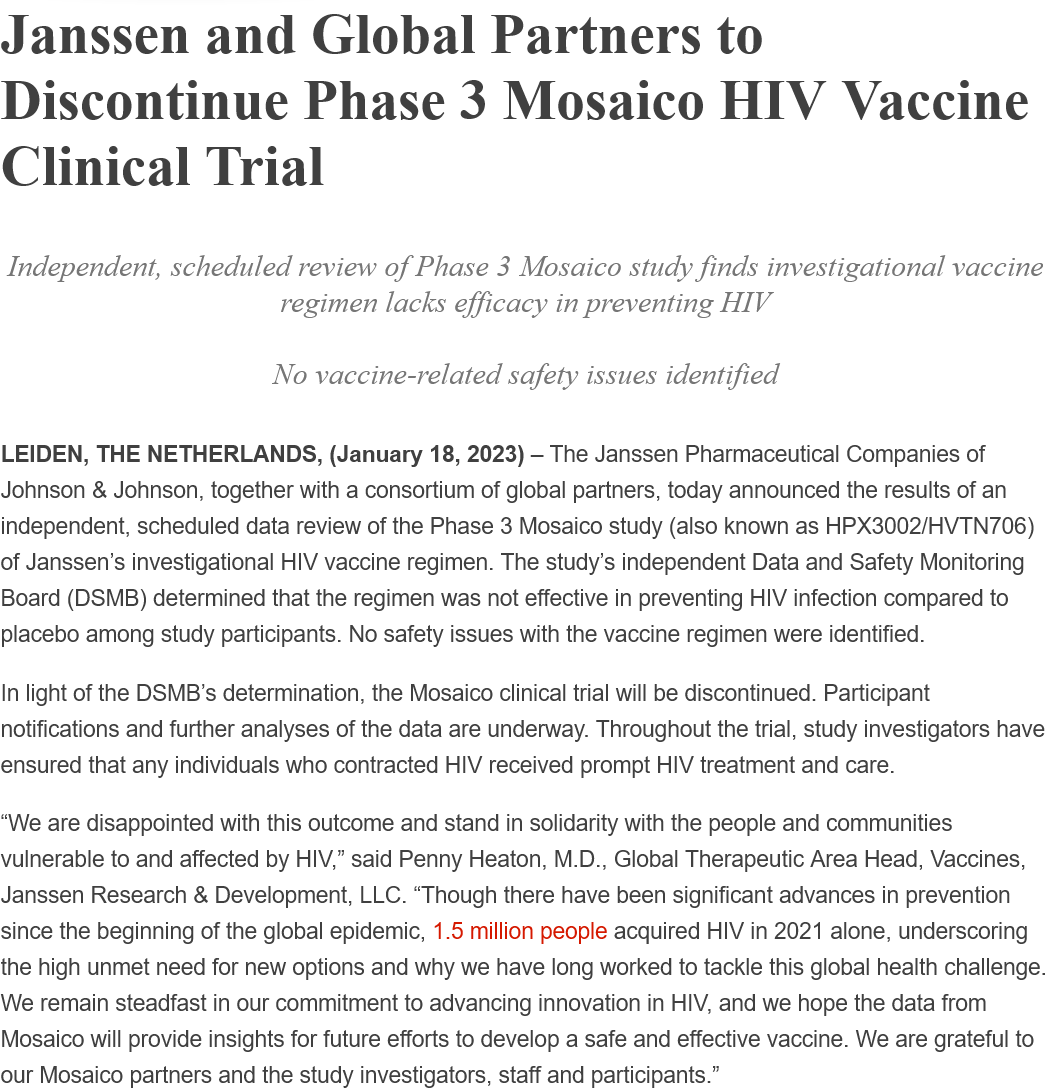 Janssen and Global Partners to
Discontinue Phase 3 Mosaico HIV Vaccine
Clinical Trial
Independent, scheduled review of Phase 3 Mosaico study finds investigational vaccine
regimen lacks efficacy in preventing HIV
No vaccine-related safety issues identified
LEIDEN, THE NETHERLANDS, (January 18, 2023) – The Janssen Pharmaceutical Companies of
Johnson & Johnson, together with a consortium of global partners, today announced the results of an
independent, scheduled data review of the Phase 3 Mosaico study (also known as HPX3002/HVTN706)
of Janssen’s investigational HIV vaccine regimen. The study’s independent Data and Safety Monitoring
Board (DSMB) determined that the regimen was not effective in preventing HIV infection compared to
placebo among study participants. No safety issues with the vaccine regimen were identified.
In light of the DSMB’s determination, the Mosaico clinical trial will be discontinued. Participant
notifications and further analyses of the data are underway. Throughout the trial, study investigators have
ensured that any individuals who contracted HIV received prompt HIV treatment and care.
“We are disappointed with this outcome and stand in solidarity with the people and communities
vulnerable to and affected by HIV,” said Penny Heaton, M.D., Global Therapeutic Area Head, Vaccines,
Janssen Research & Development, LLC. “Though there have been significant advances in prevention
since the beginning of the global epidemic, 1.5 million people acquired HIV in 2021 alone, underscoring
the high unmet need for new options and why we have long worked to tackle this global health challenge.
We remain steadfast in our commitment to advancing innovation in HIV, and we hope the data from
Mosaico will provide insights for future efforts to develop a safe and effective vaccine. We are grateful to
our Mosaico partners and the study investigators, staff and participants.”